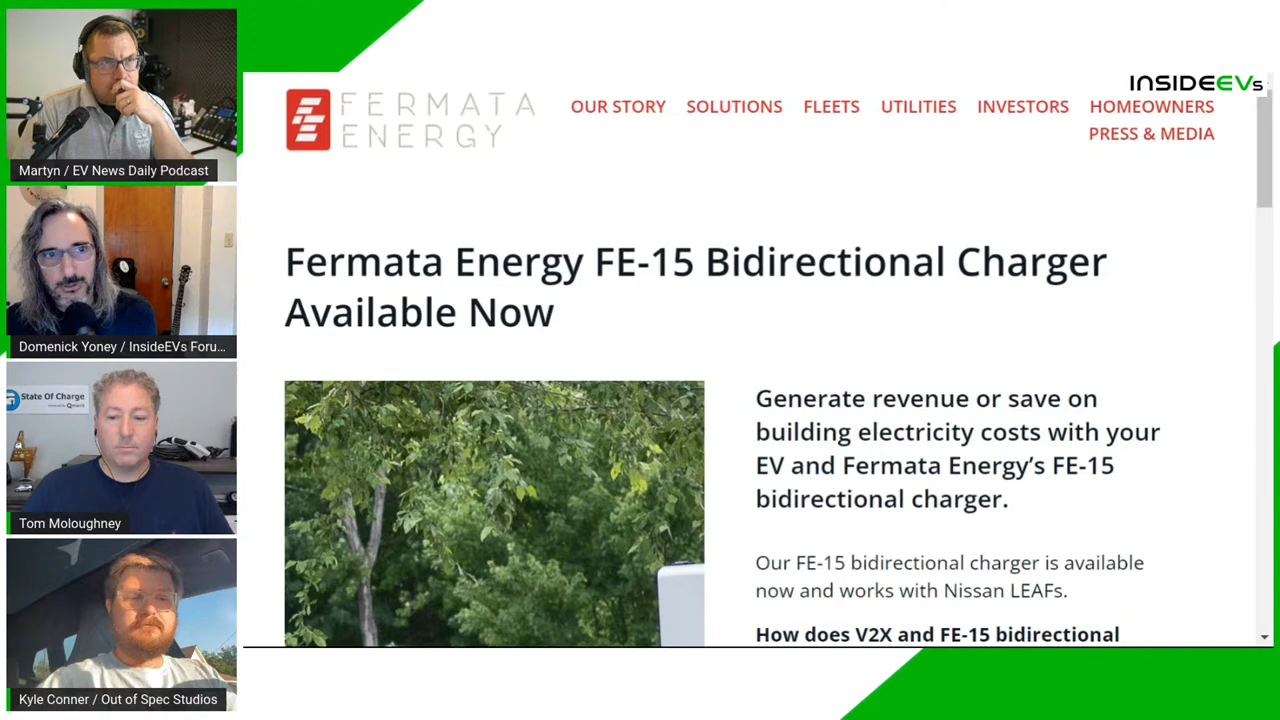 Martyn / EV News Daily Podcast
Domenick Yoney / InsideEVs Foru...
State Of Charge
Tom Moloughney
Kyle Conner / Out of Spec Studios
INSIDEEVs
FERMATA
ENERGY
OUR STORY SOLUTIONS FLEETS UTILITIES INVESTORS HOMEOWNERS
PRESS & MEDIA
Fermata Energy FE-15 Bidirectional Charger
Available Now
Generate revenue or save on
building electricity costs with your
EV and Fermata Energy’s FE-15
bidirectional charger.
Our FE-15 bidirectional charger is available
now and works with Nissan LEAFs.
How does V2X and FE-15 bidirectional